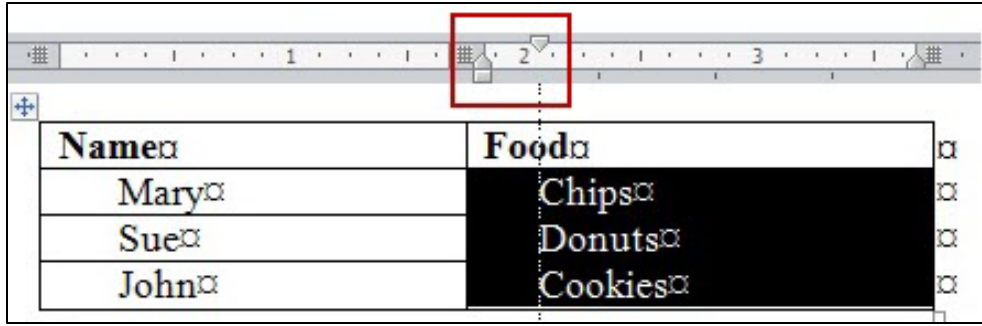 1 2 3
Name¤ Food¤ ¤
Mary¤ Chips¤ ¤
Sue¤ Donuts¤ ¤
John¤ Cookies¤ ¤